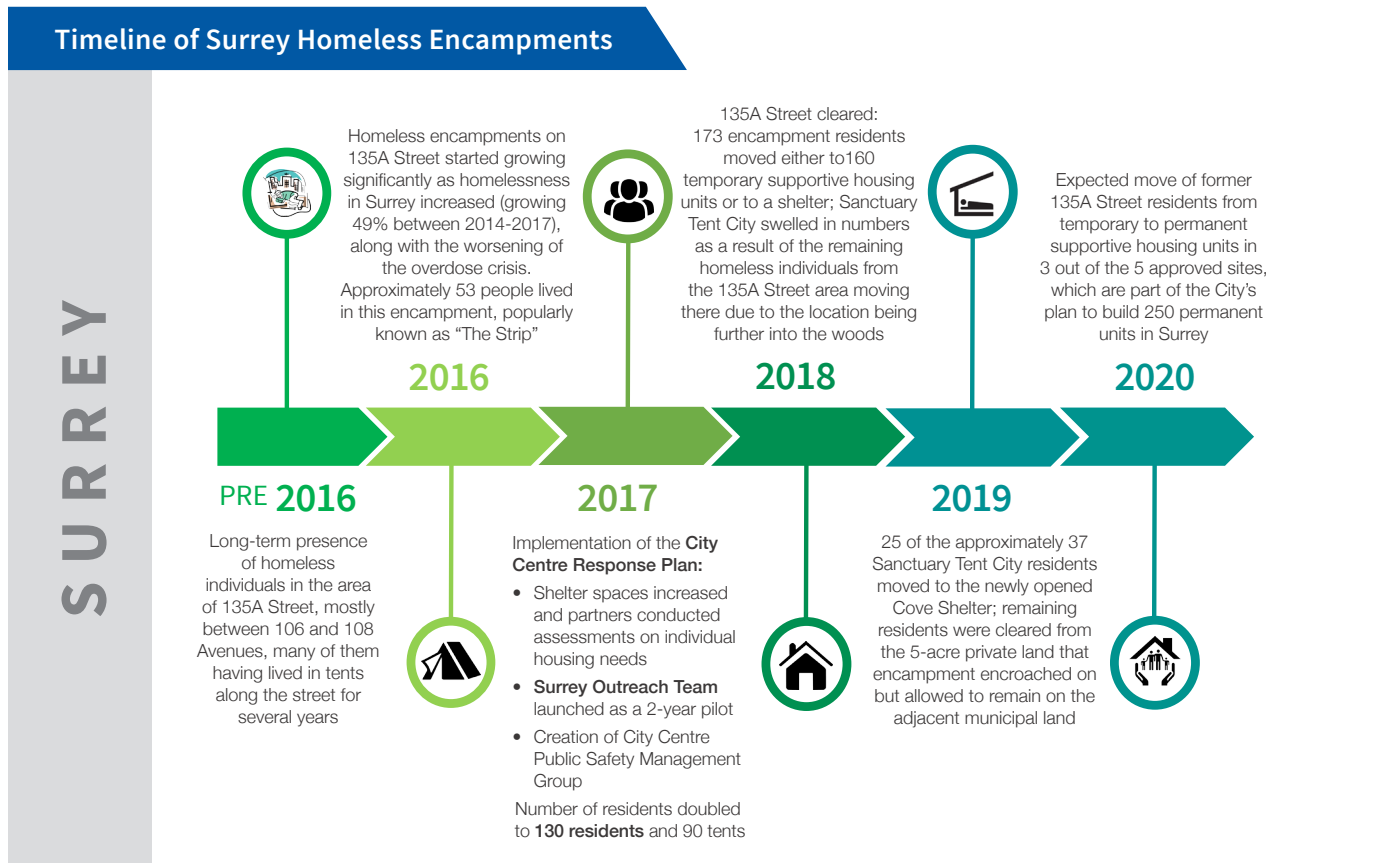 Timeline of Surrey Homeless Encampments
SURREY
PRE 2016
Long-term presence
of homeless
individuals in the area
of 135A Street, mostly
between 106 and 108
Avenues, many of them
having lived in tents
along the street for
several years
Homeless encampments on
135A Street started growing
significantly as homelessness
in Surrey increased (growing
49% between 2014-2017),
along with the worsening of
the overdose crisis.
Approximately 53 people lived
in this encampment, popularly
known as “The Strip”
2016
2017
Implementation of the City
Centre Response Plan:
• Shelter spaces increased
and partners conducted
assessments on individual
housing needs
• Surrey Outreach Team
launched as a 2-year pilot
• Creation of City Centre
Public Safety Management
Group
Number of residents doubled
to 130 residents and 90 tents
135A Street cleared:
173 encampment residents
moved either to160
temporary supportive housing
units or to a shelter; Sanctuary
Tent City swelled in numbers
as a result of the remaining
homeless individuals from
the 135A Street area moving
there due to the location being
further into the woods
2018
2019
25 of the approximately 37
Sanctuary Tent City residents
moved to the newly opened
Cove Shelter; remaining
residents were cleared from
the 5-acre private land that
encampment encroached on
but allowed to remain on the
adjacent municipal land
Expected move of former
135A Street residents from
temporary to permanent
supportive housing units in
3 out of the 5 approved sites,
which are part of the City’s
plan to build 250 permanent
units in Surrey
2020